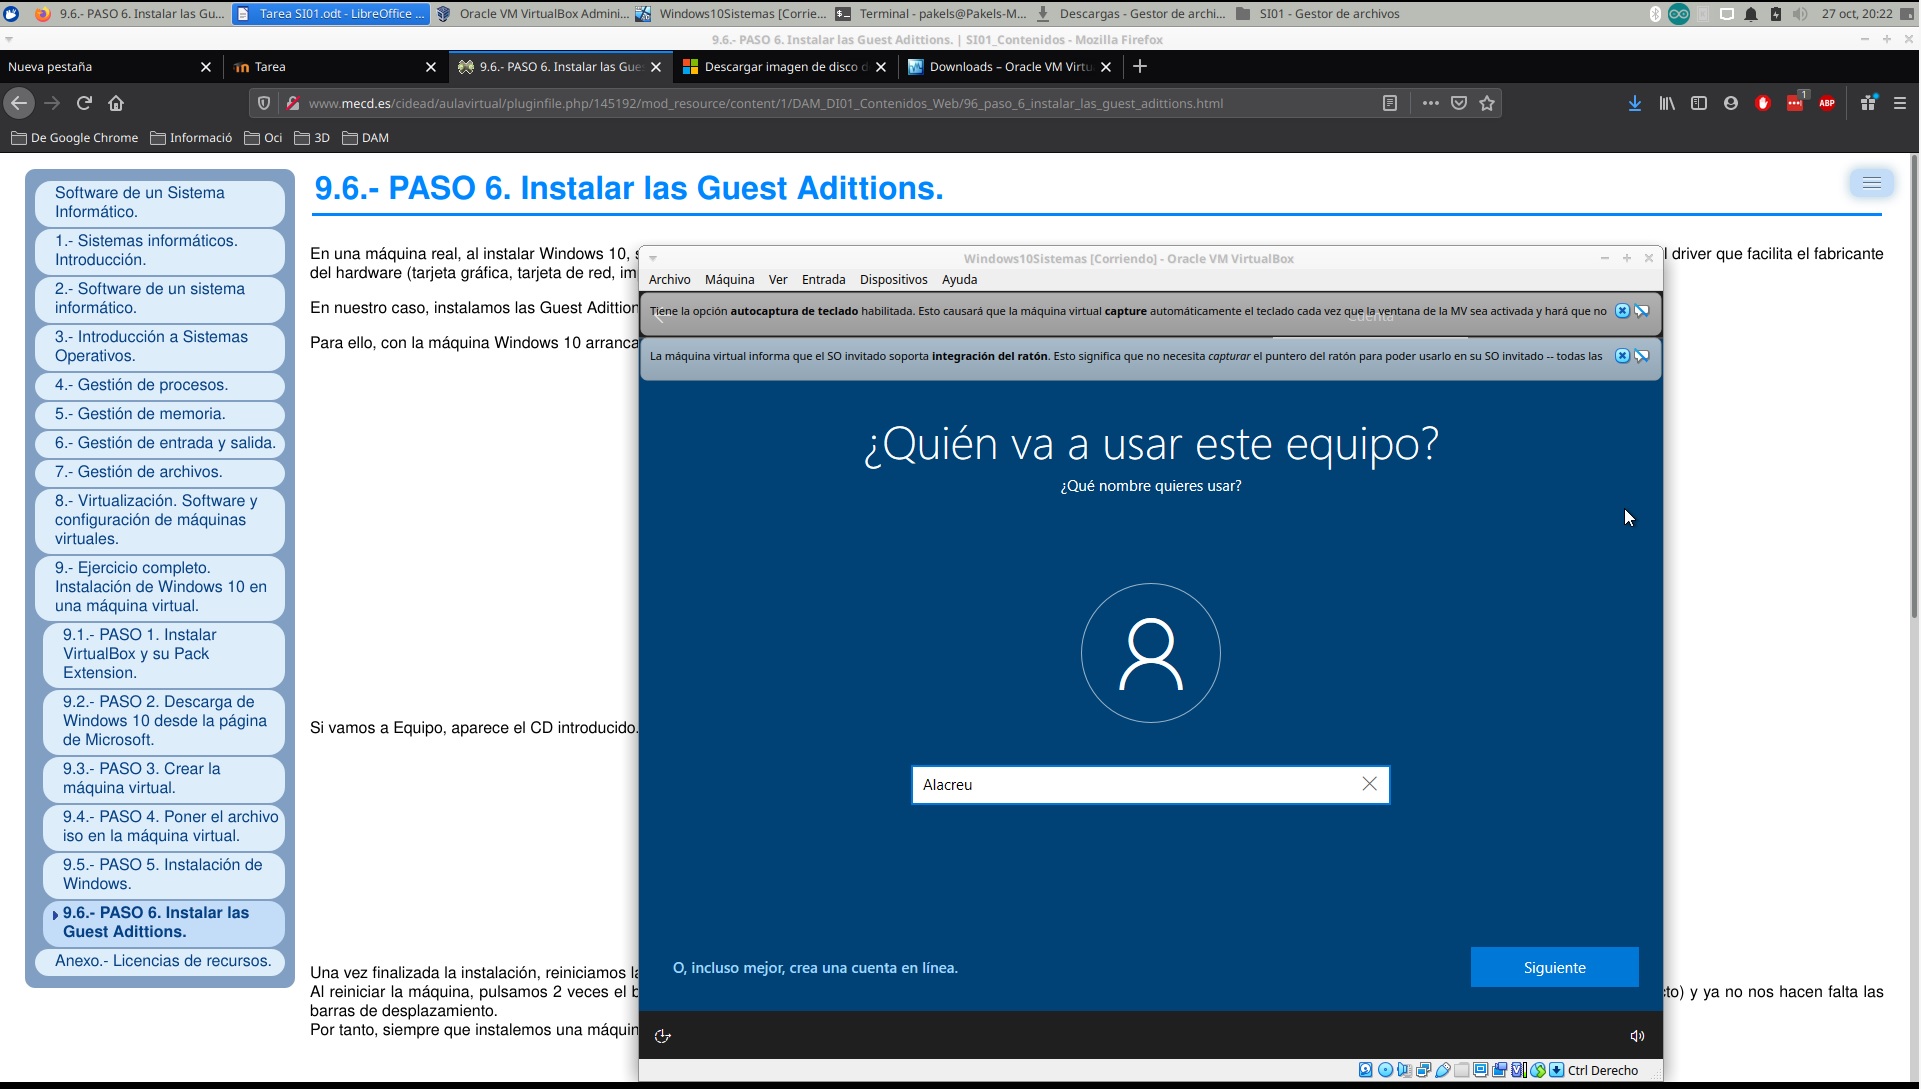 9.6.- PASO 6. Instalar las Gu...
Tarea SI01.odt - LibreOffice ...
Oracle VM VirtualBox Admini...
Windows10Sistemas [Corrie...
Terminal - pakels@Pakels-M...
Descargas - Gestor de archi...
SI01 - Gestor de archivos
27 oct, 20:22
9.6.- PASO 6. Instalar las Guest Adittions. | SI01_Contenidos - Mozilla Firefox
Nueva pestaña
Tarea
9.6.- PASO 6. Instalar las Gue
Descargar imagen de disco d
Downloads – Oracle VM Virtu
www.mecd.es/cidead/aulavirtual/pluginfile.php/145192/mod_resource/content/1/DAM_DI01_Contenidos_Web/96_paso_6_instalar_las_guest_adittions.html
1
ABP
De Google Chrome
Informació
Oci
3D
DAM
Software de un Sistema
Informático.
1.- Sistemas informáticos.
Introducción.
2.- Software de un sistema
informático.
3.- Introducción a Sistemas
Operativos.
4.- Gestión de procesos.
5.- Gestión de memoria.
6.- Gestión de entrada y salida.
7.- Gestión de archivos.
8.- Virtualización. Software y
configuración de máquinas
virtuales.
9.- Ejercicio completo.
Instalación de Windows 10 en
una máquina virtual.
9.1.- PASO 1. Instalar
VirtualBox y su Pack
Extension.
9.2.- PASO 2. Descarga de
Windows 10 desde la página
de Microsoft.
9.3.- PASO 3. Crear la
máquina virtual.
9.4.- PASO 4. Poner el archivo
iso en la máquina virtual.
9.5.- PASO 5. Instalación de
Windows.
9.6.- PASO 6. Instalar las
Guest Adittions.
Anexo.- Licencias de recursos.
9.6.- PASO 6. Instalar las Guest Adittions.
En una máquina real, al instalar Windows 10, s
l driver que facilita el fabricante
del hardware (tarjeta gráfica, tarjeta de red, im
En nuestro caso, instalamos las Guest Adittion
Para ello, con la máquina Windows 10 arranca
Si vamos a Equipo, aparece el CD introducido.
Una vez finalizada la instalación, reiniciamos la
Al reiniciar la máquina, pulsamos 2 veces el b
cto) y ya no nos hacen falta las
barras de desplazamiento.
Por tanto, siempre que instalemos una máquin
Windows10Sistemas [Corriendo] - Oracle VM VirtualBox
Archivo
Máquina
Ver
Entrada
Dispositivos
Ayuda
Tiene la opción autocaptura de teclado habilitada. Esto causará que la máquina virtual capture automáticamente el teclado cada vez que la ventana de la MV sea activada y hará que no
Cuenta
La máquina virtual informa que el SO invitado soporta integración del ratón. Esto significa que no necesita capturar el puntero del ratón para poder usarlo en su SO invitado -- todas las
¿Quién va a usar este equipo?
¿Qué nombre quieres usar?
Alacreu
O, incluso mejor, crea una cuenta en línea.
Siguiente
Ctrl Derecho